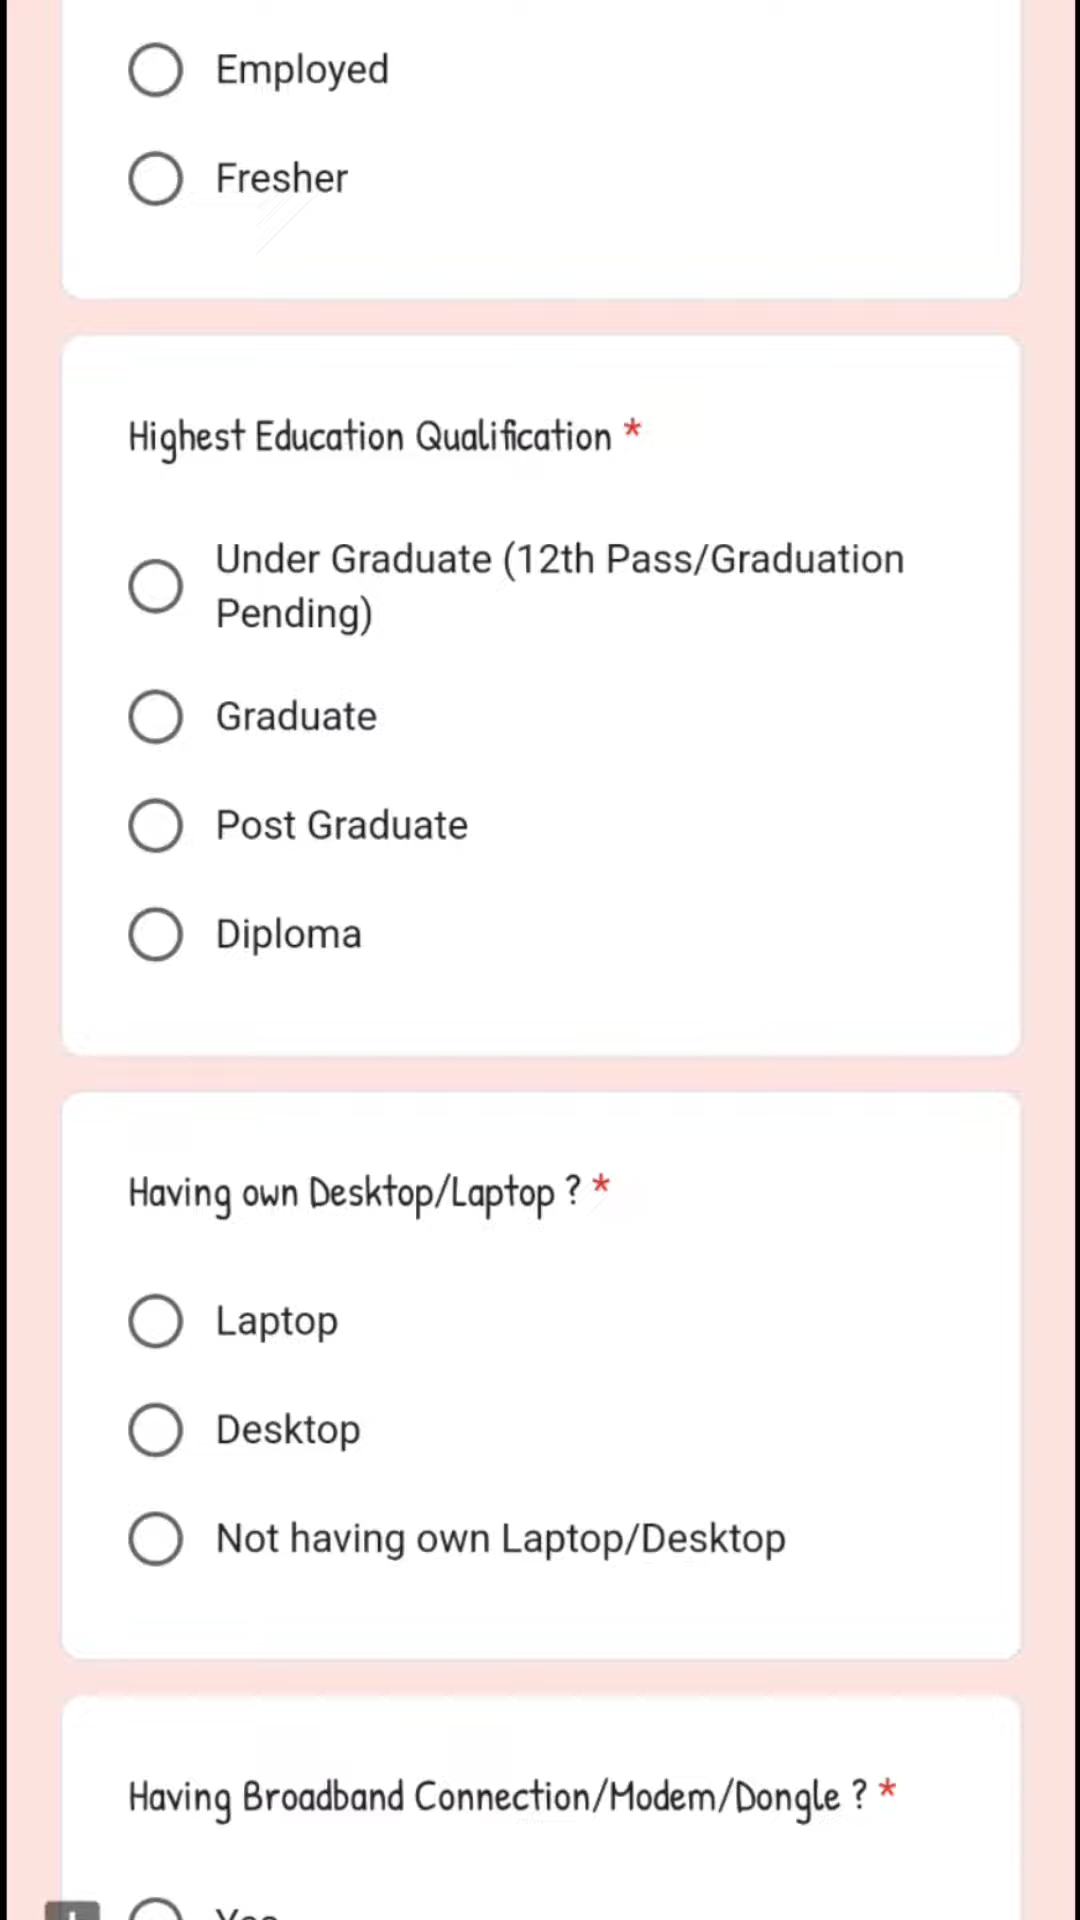 Employed
Fresher
Highest Education Qualification *
Under Graduate (12th Pass/Graduation
Pending)
Graduate
Post Graduate
Diploma
Having own Desktop/Laptop ? *
Laptop
Desktop
Not having own Laptop/Desktop
Having Broadband Connection/Modem/Dongle ? *